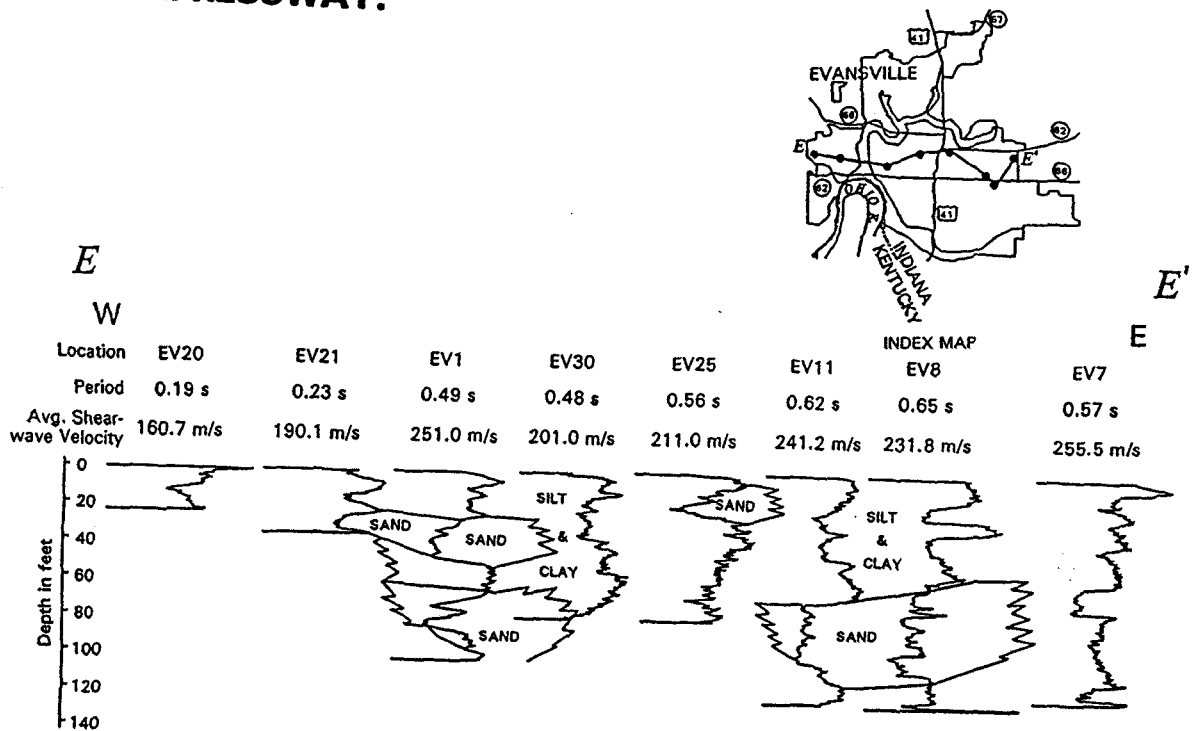 EVANSVILLE
41
57
66
62
E
E'
62
66
OHIO R
41
INDIANA
KENTUCKY
INDEX MAP
E
E'
W
E
Location EV20 EV21 EV1 EV30 EV25 EV11 EV8 EV7
Period 0.19 s 0.23 s 0.49 s 0.48 s 0.56 s 0.62 s 0.65 s 0.57 s
Avg. Shear-
wave Velocity 160.7 m/s 190.1 m/s 251.0 m/s 201.0 m/s 211.0 m/s 241.2 m/s 231.8 m/s 255.5 m/s
Depth in feet
0
20
40
60
80
100
120
140
SAND
SAND
SILT
&
CLAY
SAND
SAND
SILT
&
CLAY
SAND